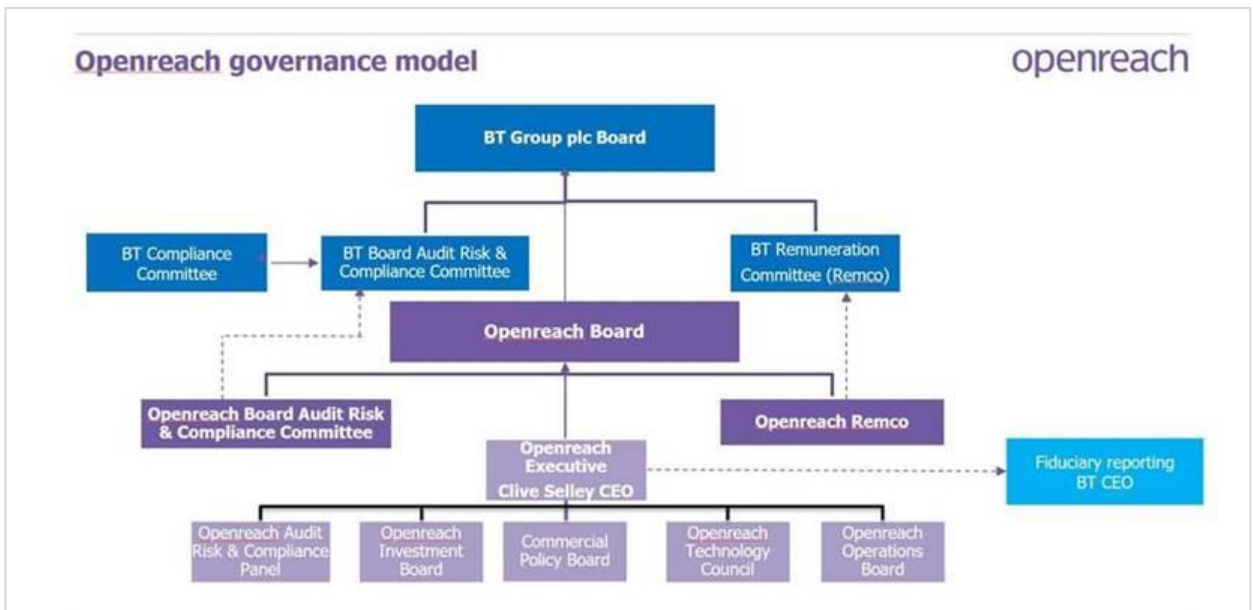 Openreach governance model
openreach
BT Group plc Board
BT Compliance
Committee
BT Board Audit Risk &
Compliance Committee
BT Remuneration
Committee (Remco)
Openreach Board
Openreach Board Audit Risk
& Compliance Committee
Openreach Remco
Openreach
Executive
Clive Selley CEO
Fiduciary reporting
BT CEO
Openreach Audit
Risk & Compliance
Panel
Openreach
Investment
Board
Commercial
Policy Board
Openreach
Technology
Council
Openreach
Operations
Board